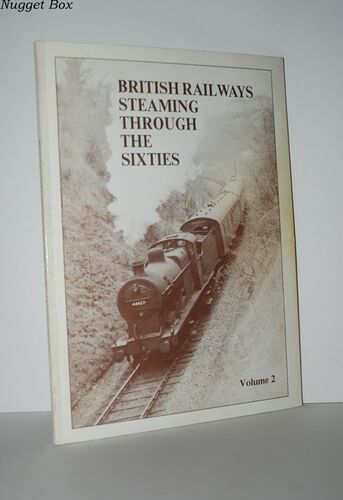 Nugget Box
BRITISH RAILWAYS
STEAMING
THROUGH
THE
SIXTIES
Volume 2